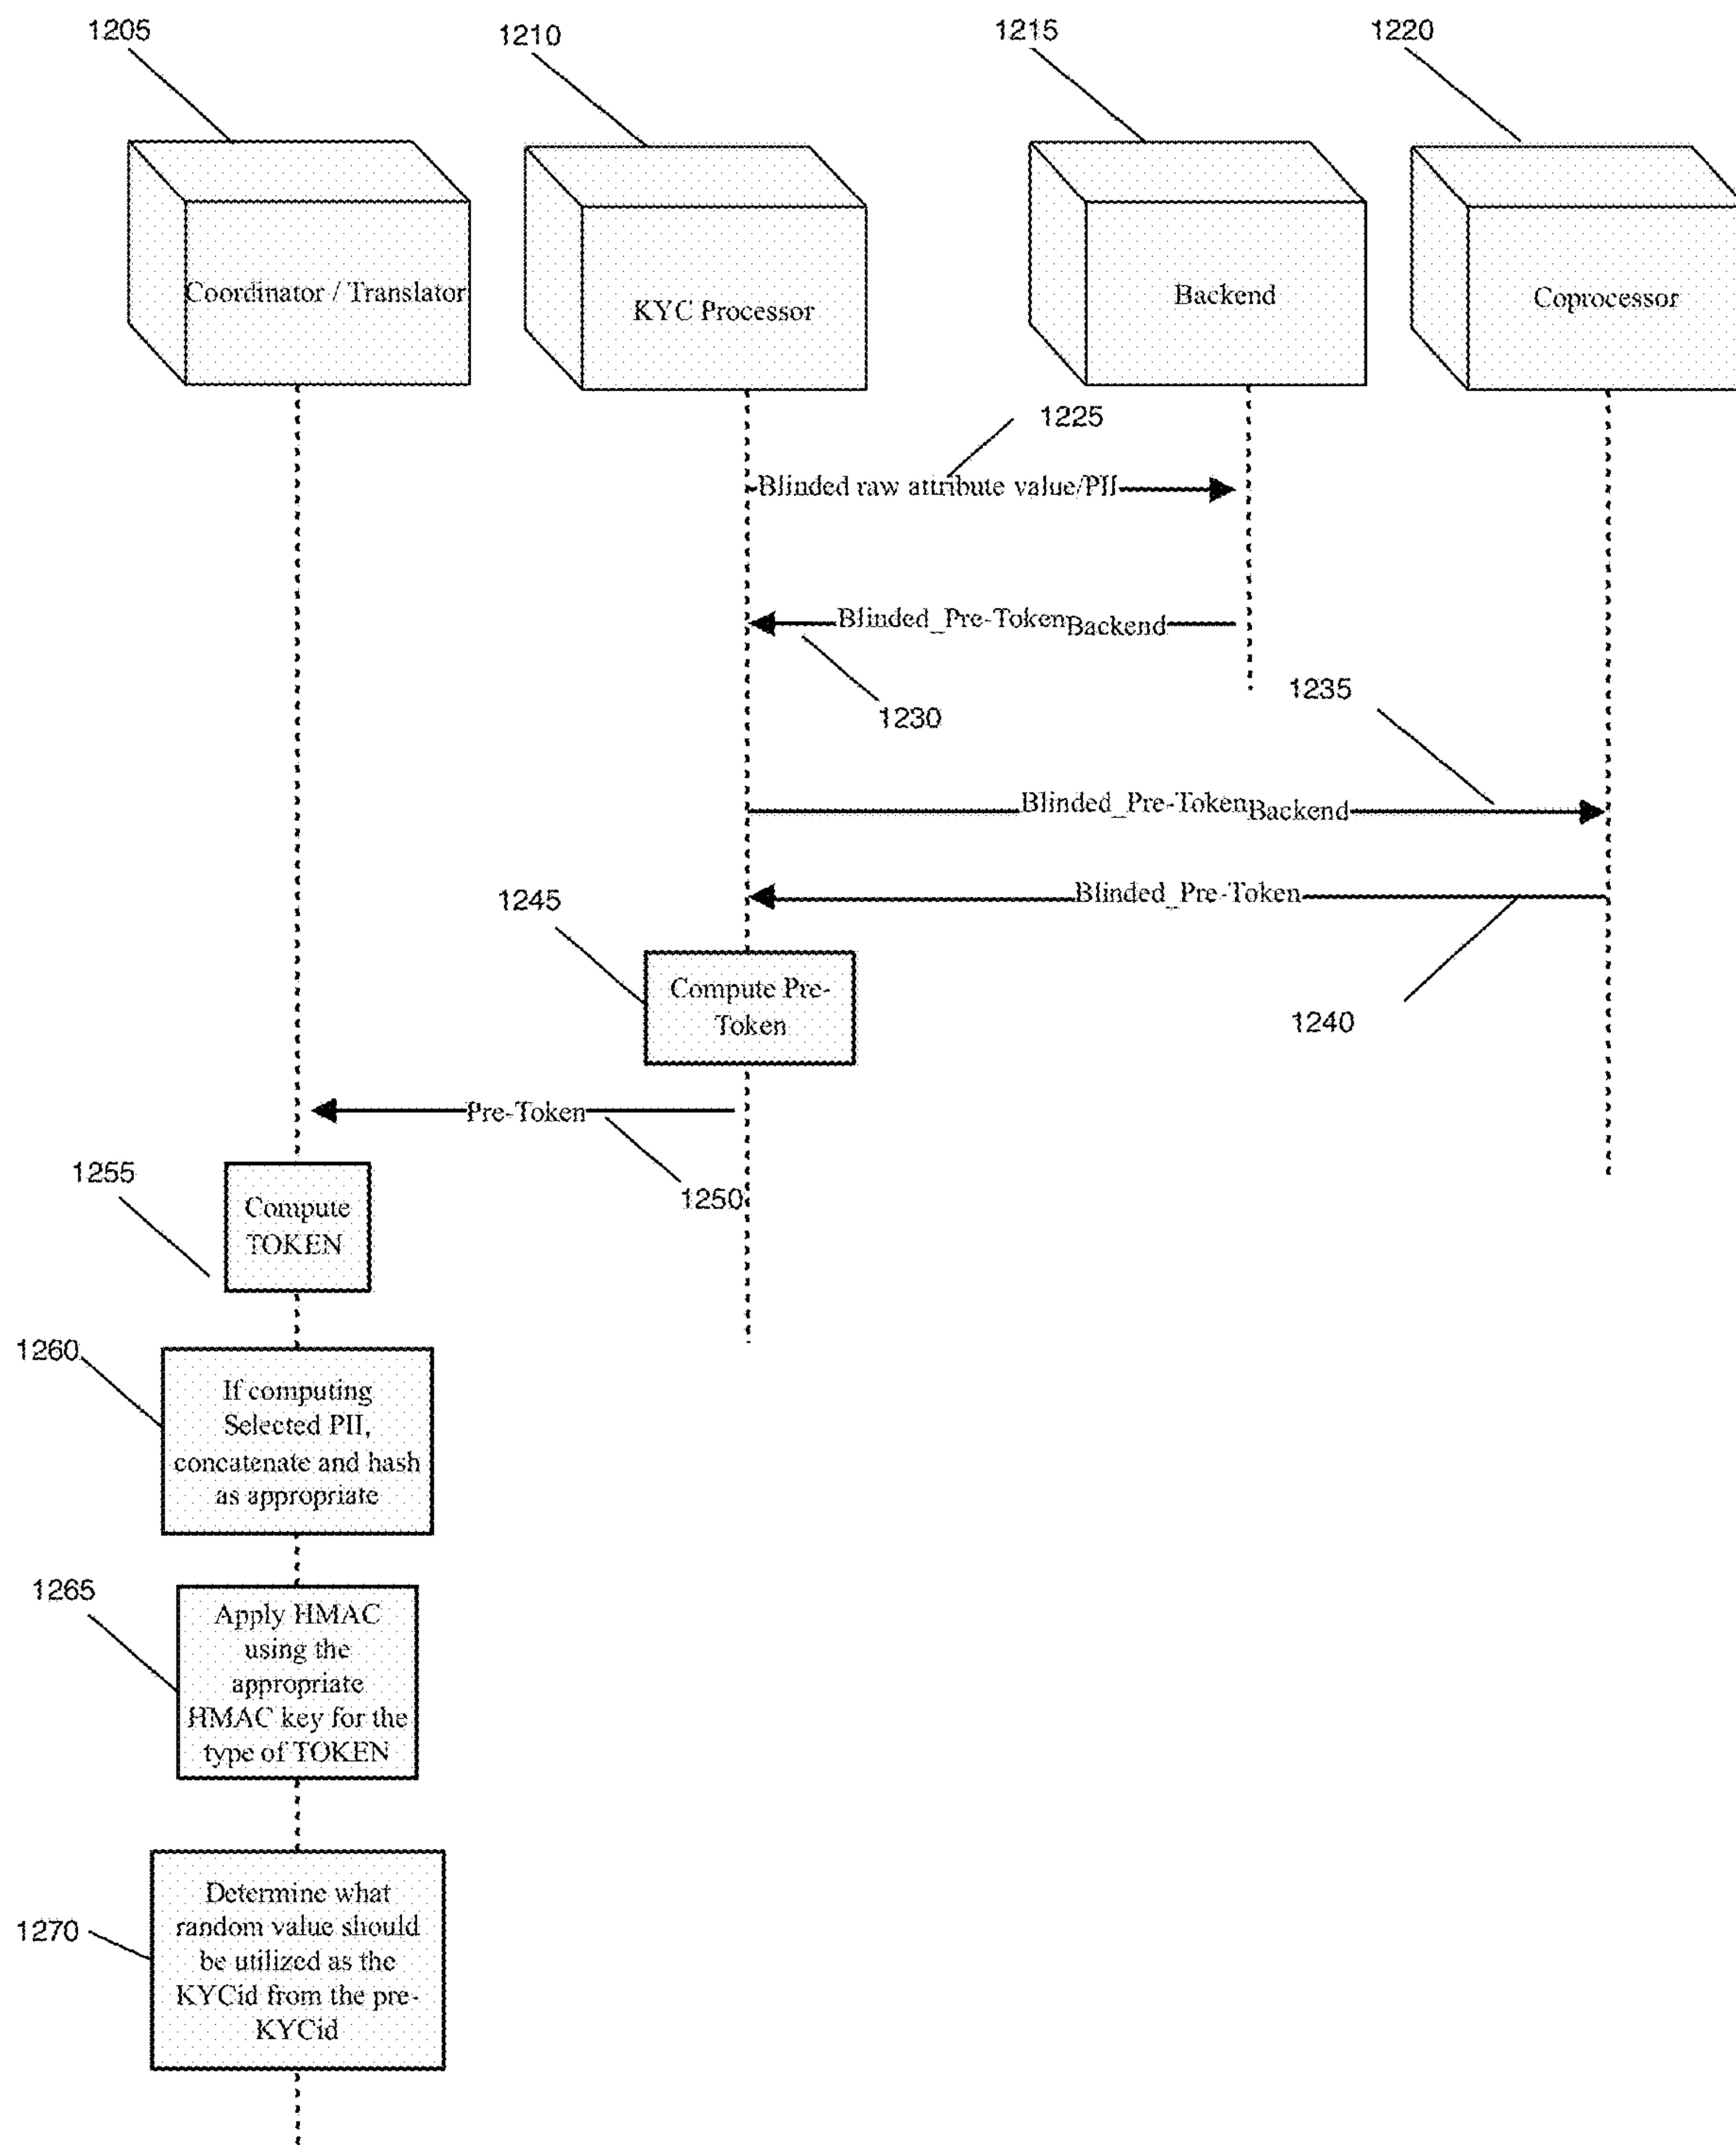 1205
1210
1215
1220
Coordinator / Translator
KYC Processor
Backend
Coprocessor
1225
Blinded raw attribute value/PII
Blinded_Pre-TokenBackend
1230
1235
Blinded_Pre-TokenBackend
Blinded_Pre-Token
1240
1245
Compute Pre-
Token
Pre-Token
1250
1255
Compute
TOKEN
1260
If computing
Selected PII,
concatenate and hash
as appropriate
1265
Apply HMAC
using the
appropriate
HMAC key for the
type of TOKEN
1270
Determine what
random value should
be utilized as the
KYCid from the pre-
KYCid